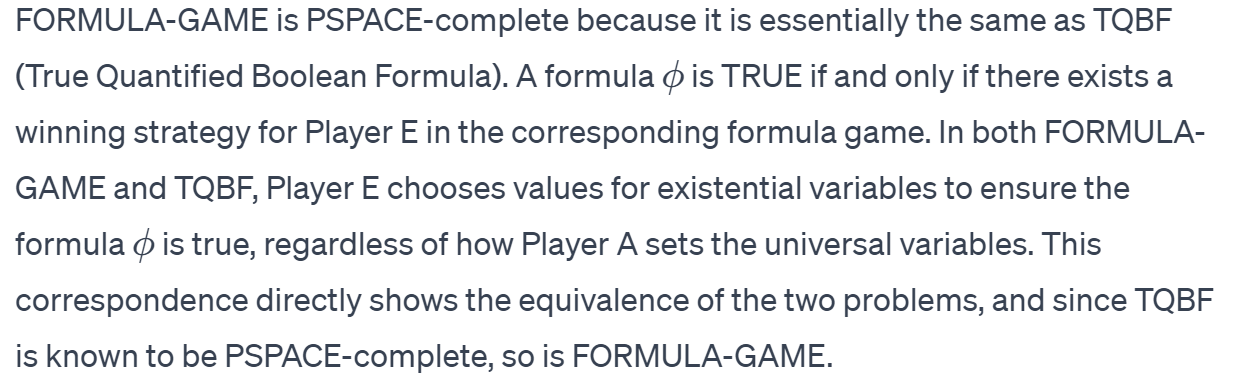 FORMULA-GAME is PSPACE-complete because it is essentially the same as TQBF
(True Quantified Boolean Formula). A formula ϕ is TRUE if and only if there exists a
winning strategy for Player E in the corresponding formula game. In both FORMULA-
GAME and TQBF, Player E chooses values for existential variables to ensure the
formula ϕ is true, regardless of how Player A sets the universal variables. This
correspondence directly shows the equivalence of the two problems, and since TQBF
is known to be PSPACE-complete, so is FORMULA-GAME.